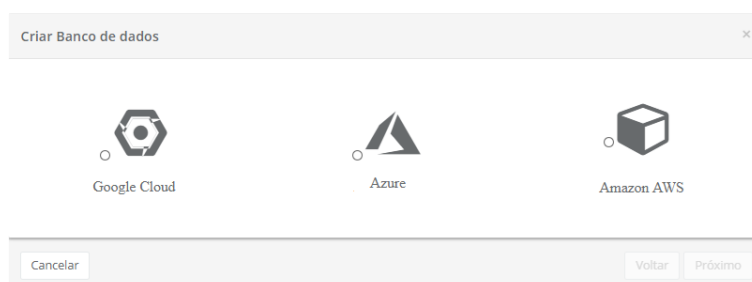 Criar Banco de dados
Google Cloud
Azure
Amazon AWS
Cancelar
Voltar
Próximo